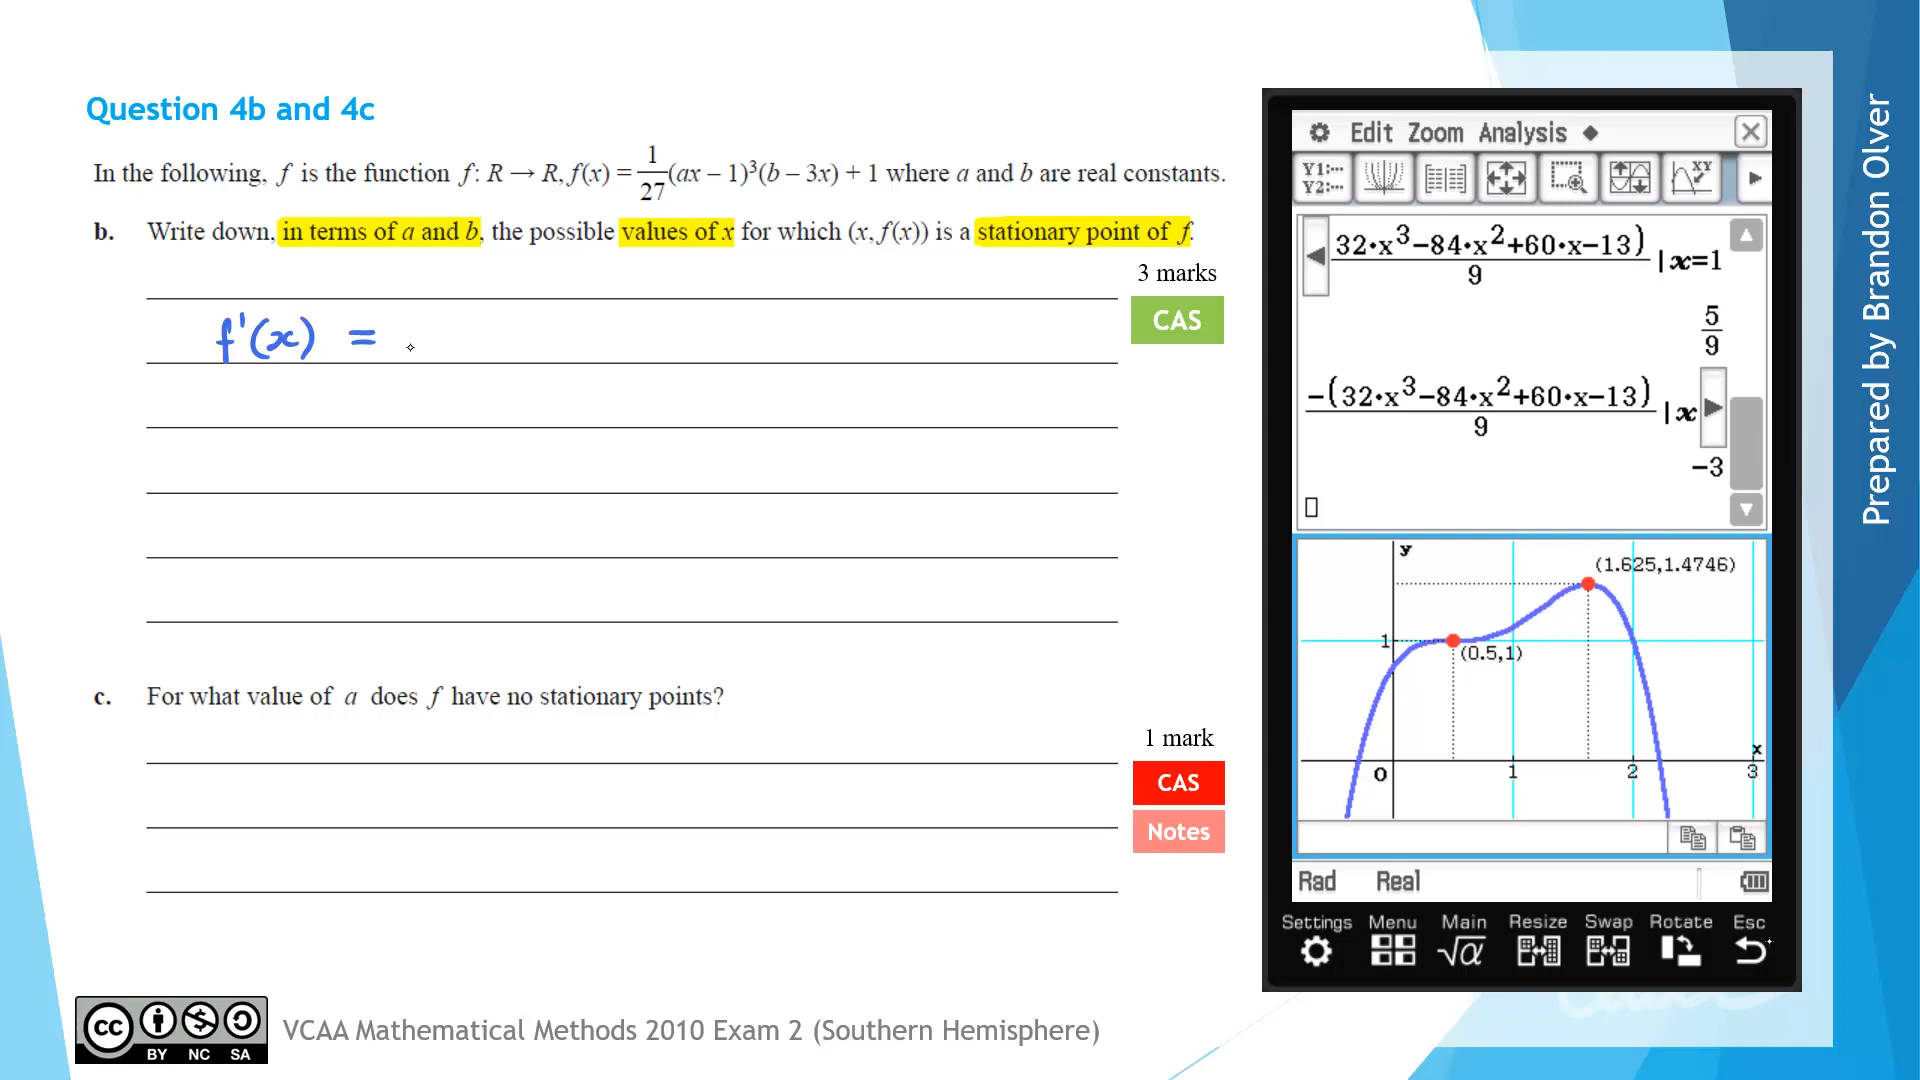 Question 4b and 4c
In the following, f is the function f: R → R, f(x) = 1/27 (ax – 1)³(b – 3x) + 1 where a and b are real constants.
b. Write down, in terms of a and b, the possible values of x for which (x, f(x)) is a stationary point of f.
3 marks
CAS
f'(x) =
c. For what value of a does f have no stationary points?
1 mark
CAS
Notes
CC BY NC SA
VCAA Mathematical Methods 2010 Exam 2 (Southern Hemisphere)
Edit Zoom Analysis
Y1:···
Y2:···
XY
32·x³−84·x²+60·x−13)/9 |x=1
5/9
−(32·x³−84·x²+60·x−13)/9 |x
−3
y
(1.625,1.4746)
1
(0.5,1)
x
O 1 2 3
Rad Real
Settings Menu Main Resize Swap Rotate Esc
√α
Prepared by Brandon Olver